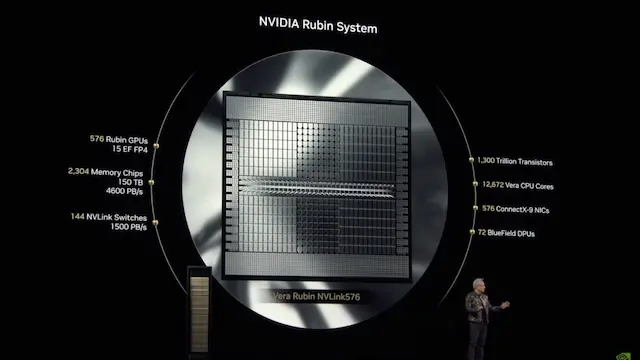 NVIDIA Rubin System
576 Rubin GPUs
15 EF FP4
2,304 Memory Chips
150 TB
4600 PB/s
144 NVLink Switches
1500 PB/s
1,300 Trillion Transistors
12,672 Vera CPU Cores
576 ConnectX-9 NICs
72 BlueField DPUs
Vera Rubin NVLink576